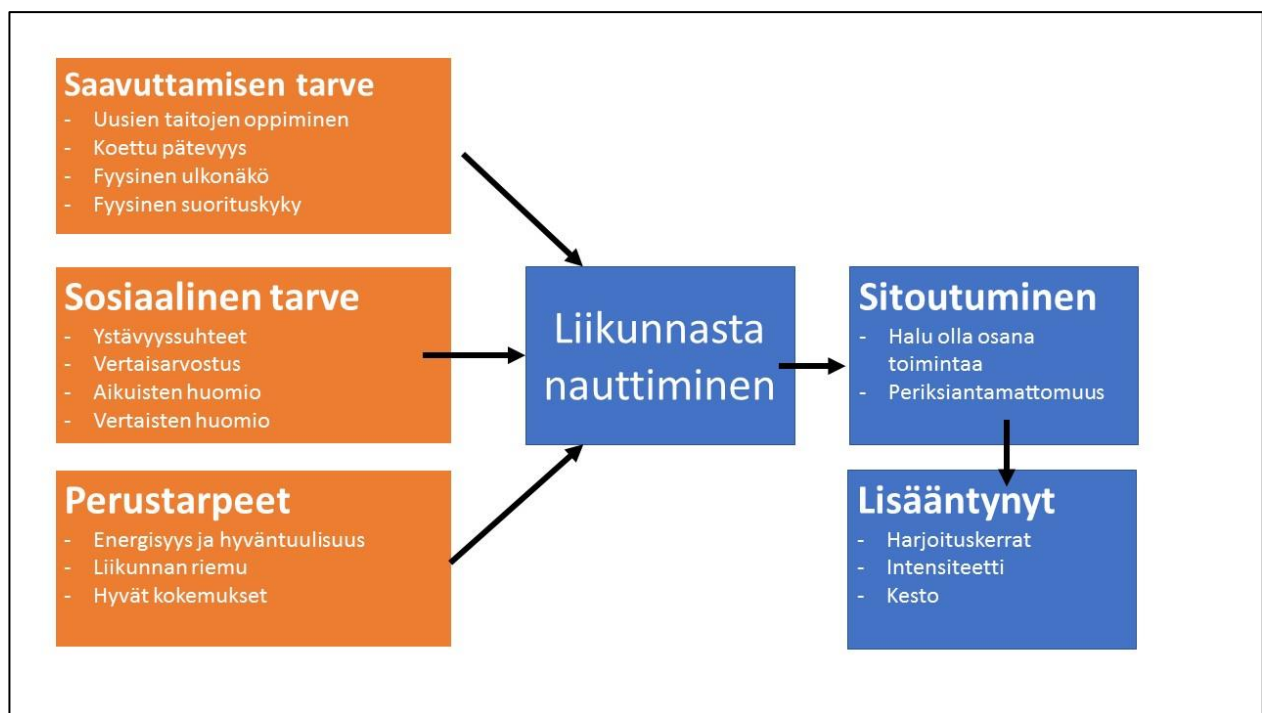 Saavuttamisen tarve
- Uusien taitojen oppiminen
- Koettu pätevyys
- Fyysinen ulkonäkö
- Fyysinen suorituskyky
Sosiaalinen tarve
- Ystävyyssuhteet
- Vertaisarvostus
- Aikuisten huomio
- Vertaisten huomio
Perustarpeet
- Energisyys ja hyväntuulisuus
- Liikunnan riemu
- Hyvät kokemukset
Liikunnasta
nauttiminen
Sitoutuminen
- Halu olla osana
toimintaa
- Periksiantamattomuus
Lisääntynyt
- Harjoituskerrat
- Intensiteetti
- Kesto